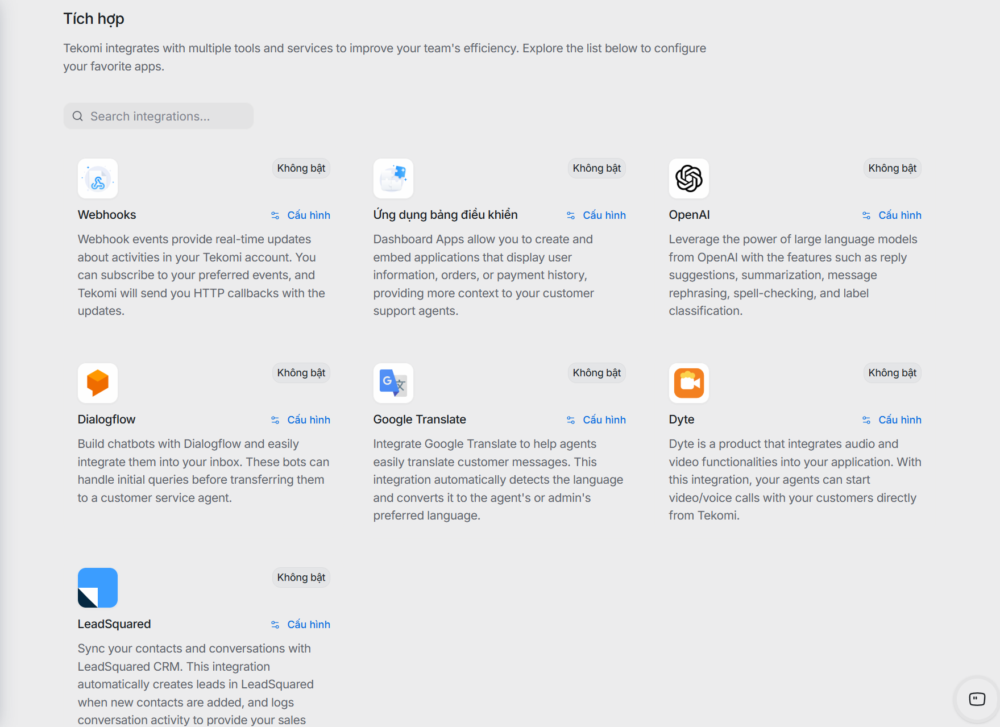 Tích hợp
Tekomi integrates with multiple tools and services to improve your team's efficiency. Explore the list below to configure
your favorite apps.
Search integrations...
Không bật
Webhooks
Cấu hình
Webhook events provide real-time updates
about activities in your Tekomi account. You
can subscribe to your preferred events, and
Tekomi will send you HTTP callbacks with the
updates.
Không bật
Ứng dụng bảng điều khiển
Cấu hình
Dashboard Apps allow you to create and
embed applications that display user
information, orders, or payment history,
providing more context to your customer
support agents.
Không bật
OpenAI
Cấu hình
Leverage the power of large language models
from OpenAI with the features such as reply
suggestions, summarization, message
rephrasing, spell-checking, and label
classification.
Không bật
Dialogflow
Cấu hình
Build chatbots with Dialogflow and easily
integrate them into your inbox. These bots can
handle initial queries before transferring them
to a customer service agent.
G 文
Không bật
Google Translate
Cấu hình
Integrate Google Translate to help agents
easily translate customer messages. This
integration automatically detects the language
and converts it to the agent's or admin's
preferred language.
Không bật
Dyte
Cấu hình
Dyte is a product that integrates audio and
video functionalities into your application. With
this integration, your agents can start
video/voice calls with your customers directly
from Tekomi.
Không bật
LeadSquared
Cấu hình
Sync your contacts and conversations with
LeadSquared CRM. This integration
automatically creates leads in LeadSquared
when new contacts are added, and logs
conversation activity to provide your sales